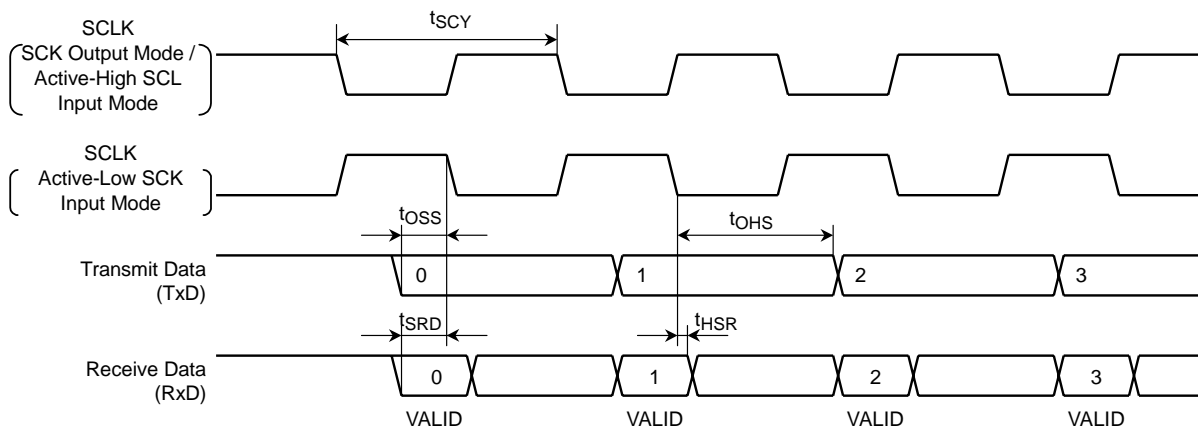 SCLK
SCK Output Mode /
Active-High SCL
Input Mode
tSCY
SCLK
Active-Low SCK
Input Mode
tOSS
tOHS
Transmit Data
(TxD)
0
1
2
3
tSRD
tHSR
Receive Data
(RxD)
0
1
2
3
VALID
VALID
VALID
VALID